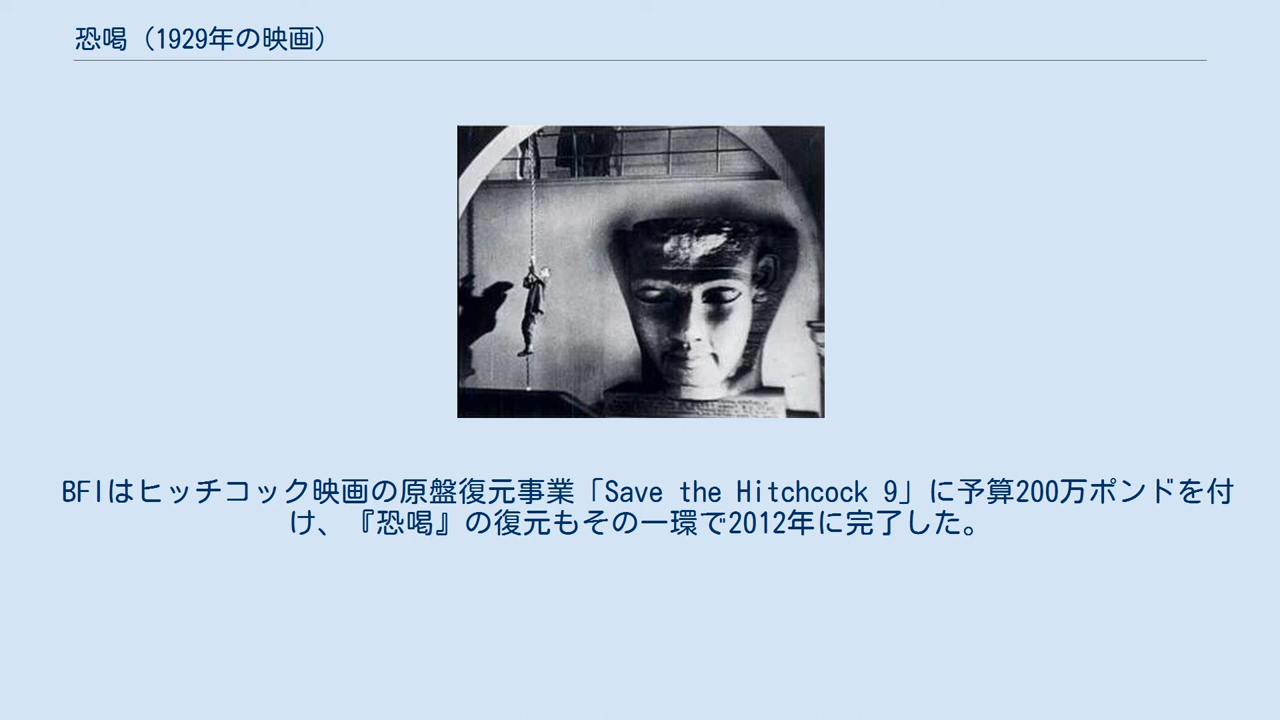 恐喝（1929年の映画）
BFIはヒッチコック映画の原盤復元事業「Save the Hitchcock 9」に予算200万ポンドを付
け、『恐喝』の復元もその一環で2012年に完了した。